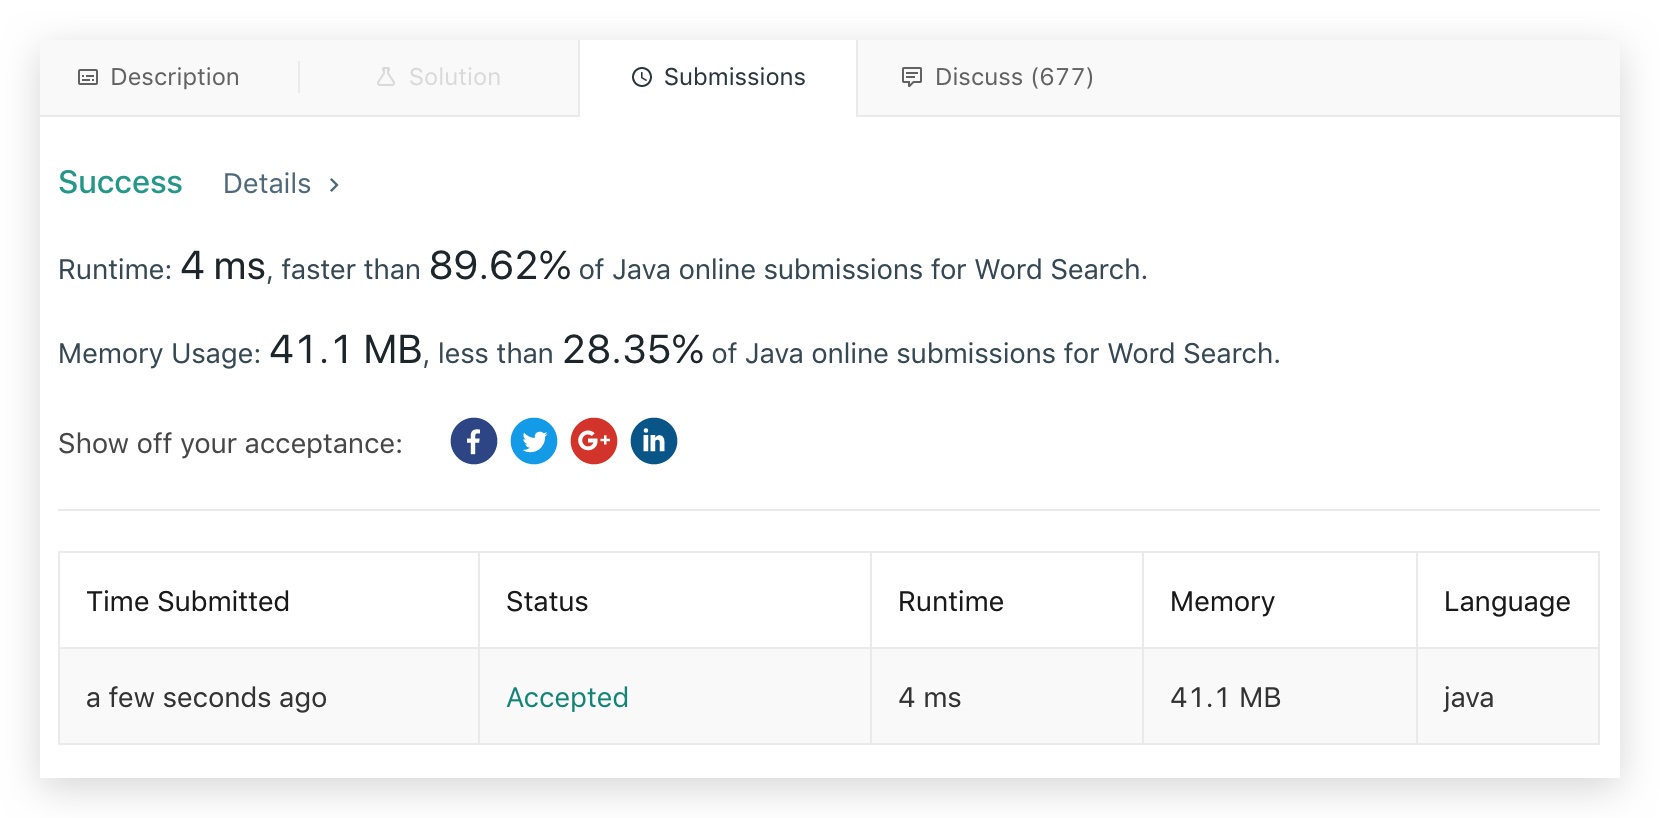 Description Solution Submissions Discuss (677)
Success Details >
Runtime: 4 ms, faster than 89.62% of Java online submissions for Word Search.
Memory Usage: 41.1 MB, less than 28.35% of Java online submissions for Word Search.
Show off your acceptance: f G+ in
Time Submitted Status Runtime Memory Language
a few seconds ago Accepted 4 ms 41.1 MB java